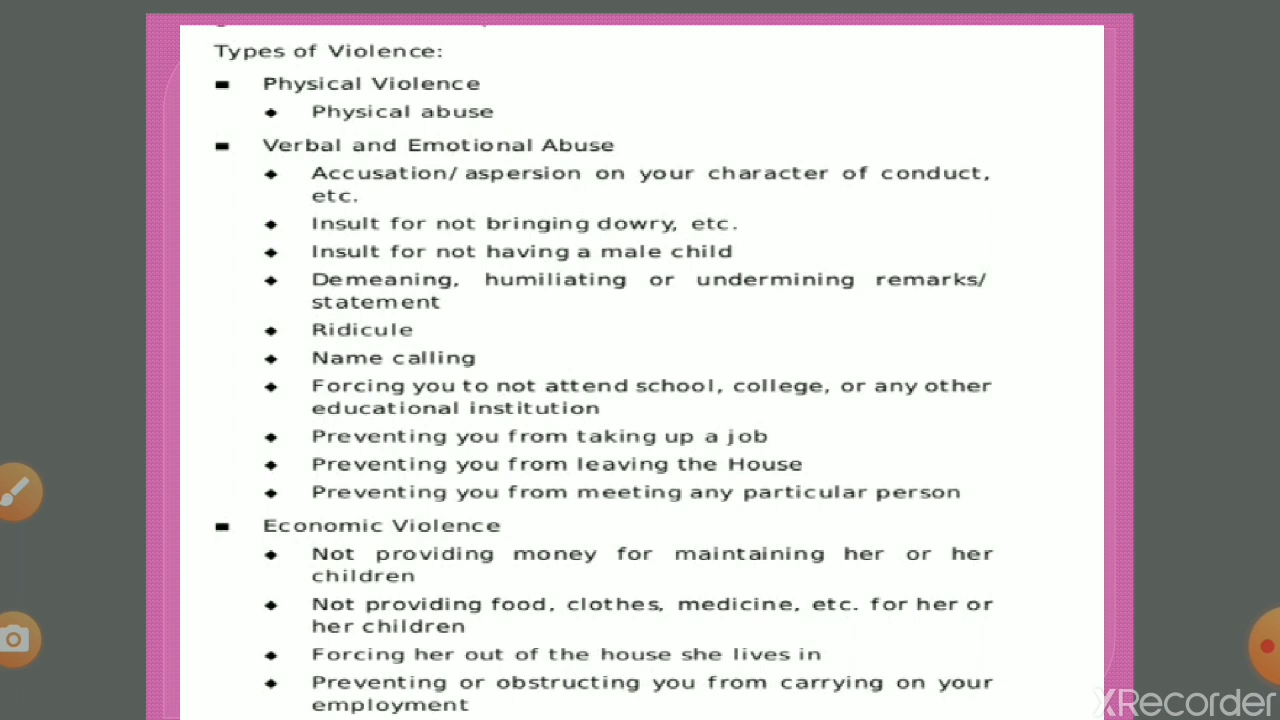 Types of Violence:
Physical Violence
Physical abuse
Verbal and Emotional Abuse
Accusation/ aspersion on your character of conduct,
etc.
Insult for not bringing dowry, etc.
Insult for not having a male child
Demeaning, humiliating or undermining remarks/
statement
Ridicule
Name calling
Forcing you to not attend school, college, or any other
educational institution
Preventing you from taking up a job
Preventing you from leaving the House
Preventing you from meeting any particular person
Economic Violence
Not providing money for maintaining her or her
children
Not providing food, clothes, medicine, etc. for her or
her children
Forcing her out of the house she lives in
Preventing or obstructing you from carrying on your
employment
XRecorder